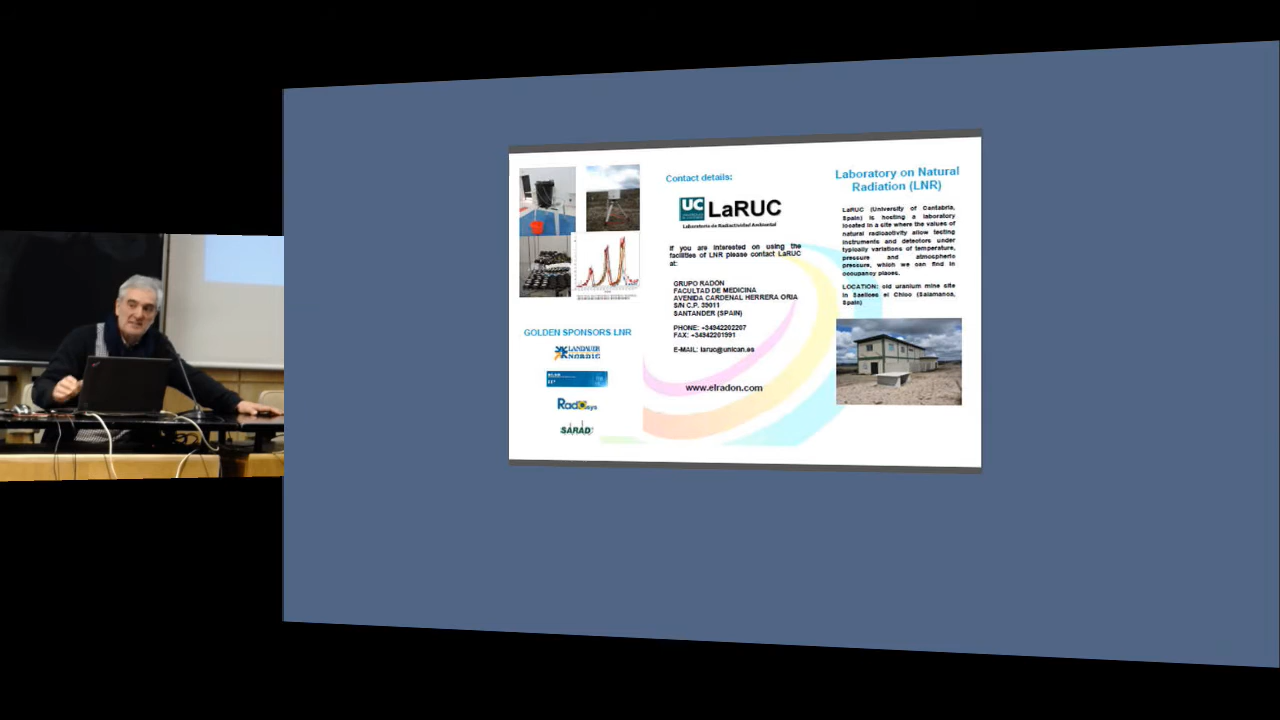 Contact details:
UC LaRUC
Laboratorio de Radiactividad Ambiental
If you are interested on using the
facilities of LNR please contact LaRUC
at:
GRUPO RADÓN
FACULTAD DE MEDICINA
AVENIDA CARDENAL HERRERA ORIA
S/N C.P. 39011
SANTANDER (SPAIN)
PHONE: +34942202207
FAX: +34942201991
E-MAIL: laruc@unican.es
www.elradon.com
GOLDEN SPONSORS LNR
LANDAUER
NORDIC
Radosys
SARAD
Laboratory on Natural
Radiation (LNR)
LaRUC (University of Cantabria,
Spain) is hosting a laboratory
located in a site where the values of
natural radioactivity allow testing
instruments and detectors under
typically variations of temperature,
pressure and atmospheric
pressure, which we can find in
occupancy places.
LOCATION: old uranium mine site
in Saelices el Chico (Salamanca,
Spain)